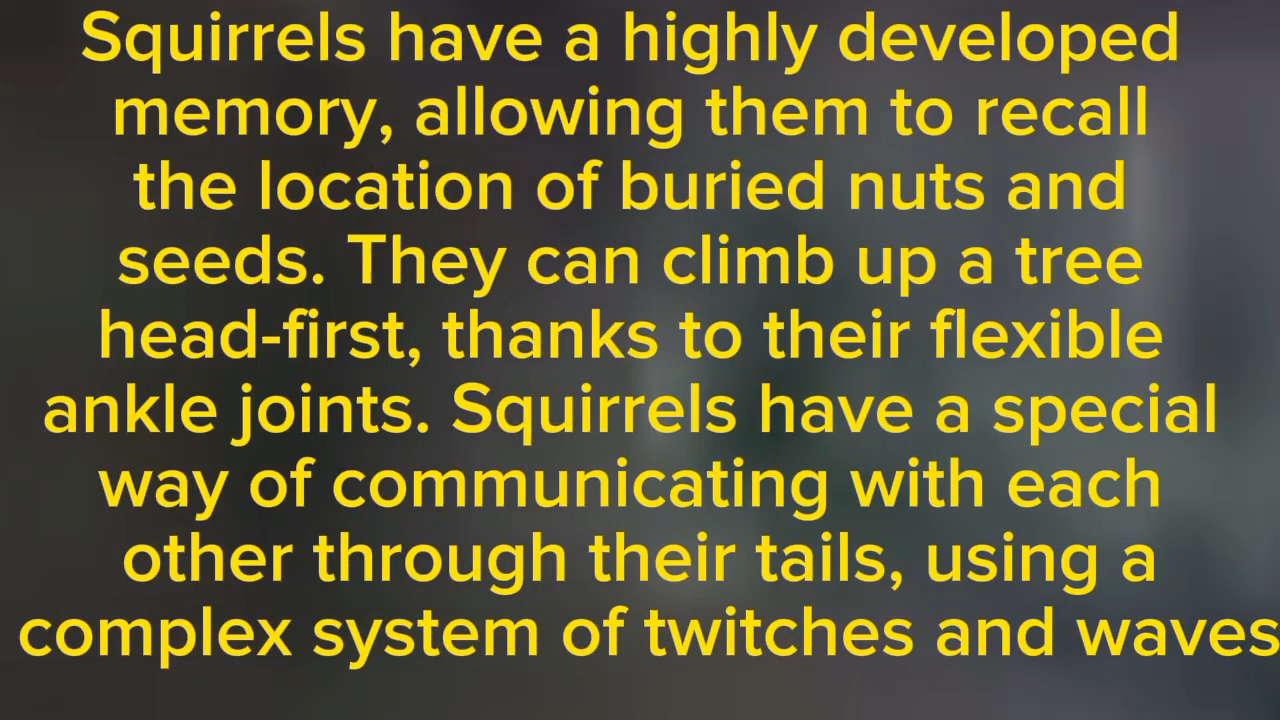 Squirrels have a highly developed
memory, allowing them to recall
the location of buried nuts and
seeds. They can climb up a tree
head-first, thanks to their flexible
ankle joints. Squirrels have a special
way of communicating with each
other through their tails, using a
complex system of twitches and waves